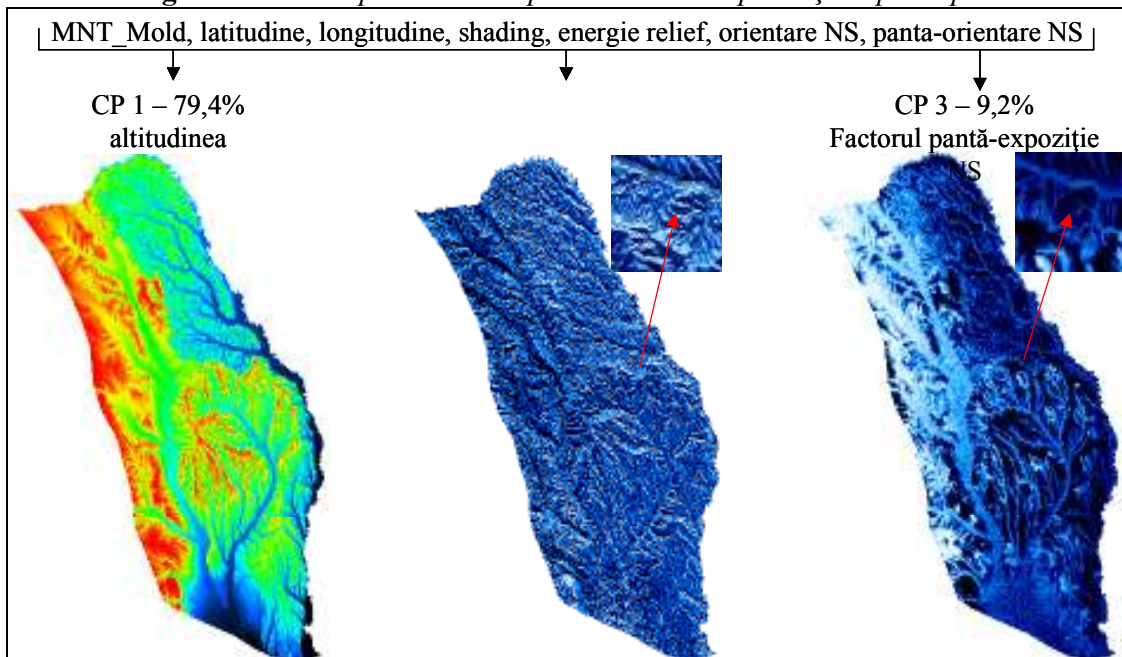 MNT_Mold, latitudine, longitudine, shading, energie relief, orientare NS, panta-orientare NS
CP 1 – 79,4%
altitudinea
CP 3 – 9,2%
Factorul pantă-expoziţie
NS